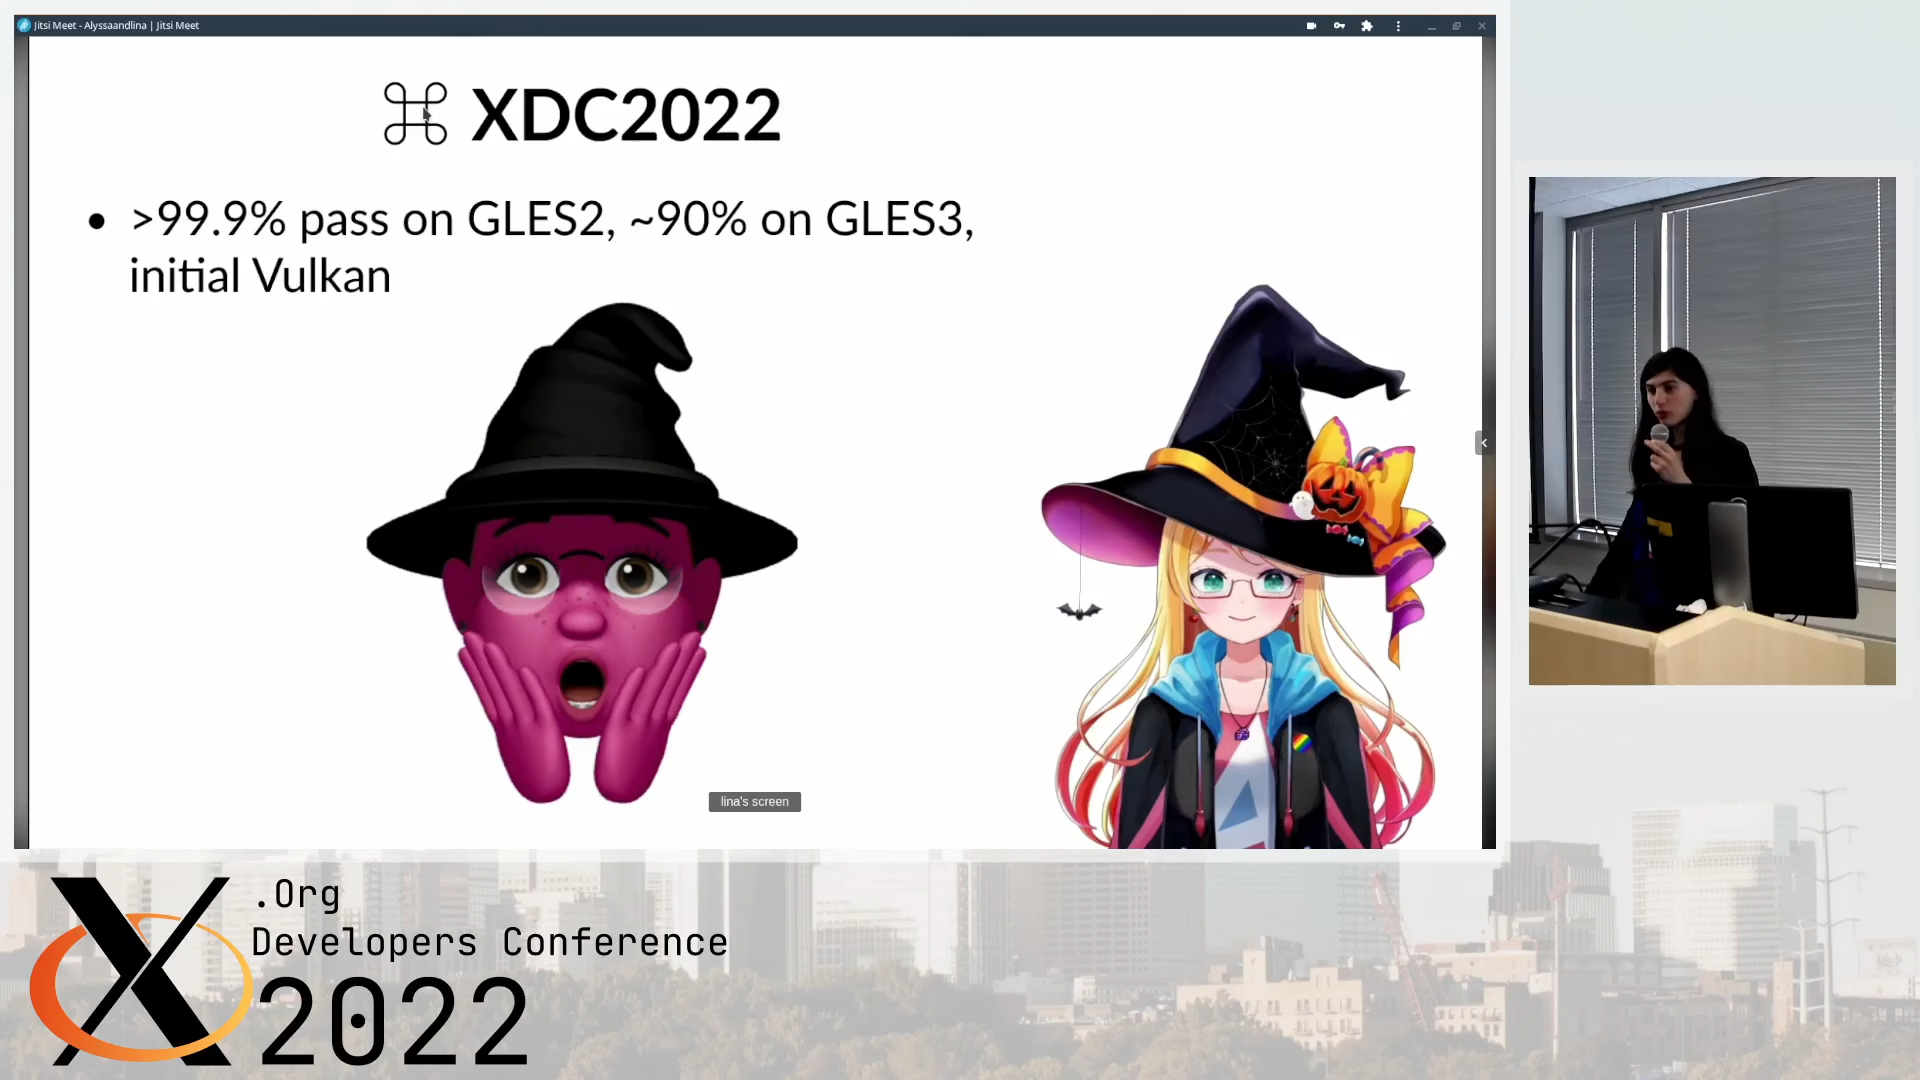 Jitsi Meet - Alyssaandlina | Jitsi Meet
⌘ XDC2022
• >99.9% pass on GLES2, ~90% on GLES3,
initial Vulkan
lina's screen
X.Org
Developers Conference
2022